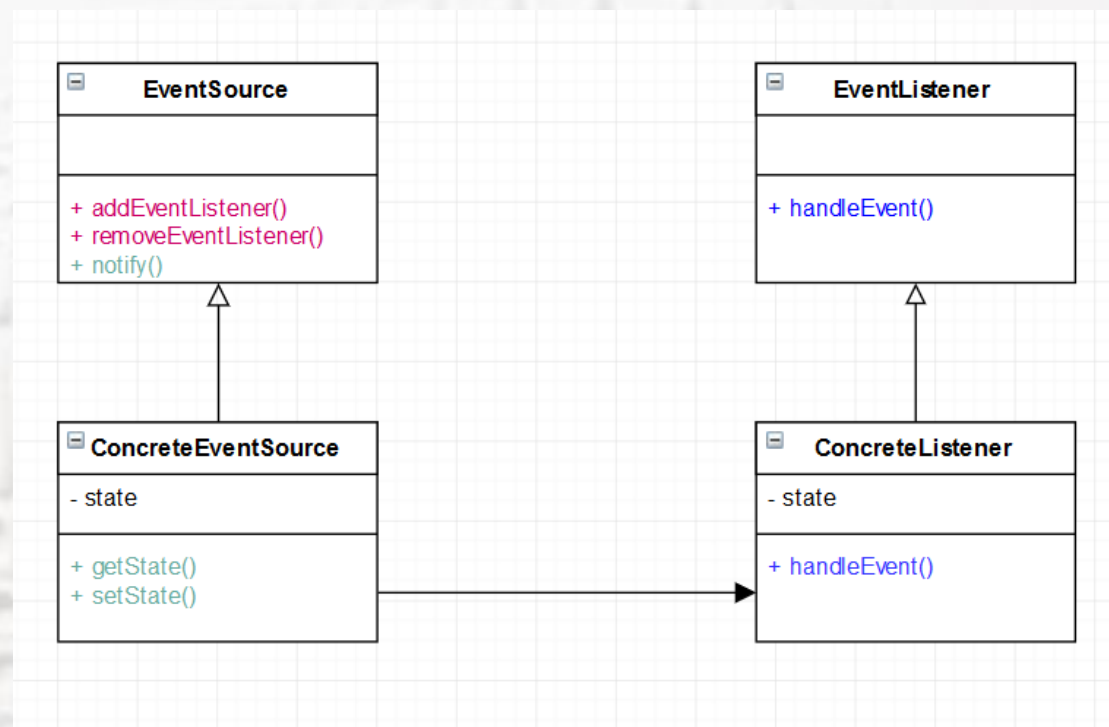 EventSource
+ addEventListener()
+ removeEventListener()
+ notify()
EventListener
+ handleEvent()
ConcreteEventSource
- state
+ getState()
+ setState()
ConcreteListener
- state
+ handleEvent()